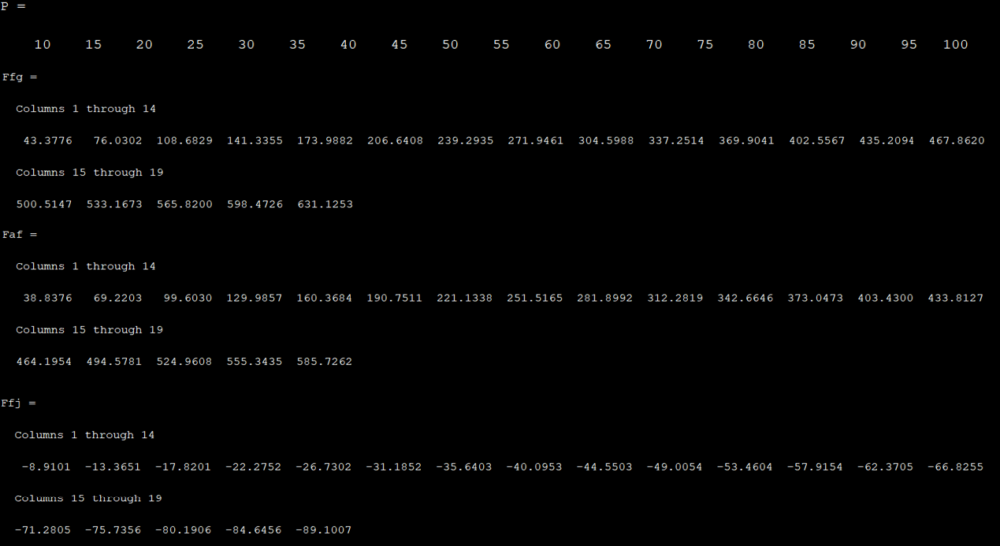 P =
10 15 20 25 30 35 40 45 50 55 60 65 70 75 80 85 90 95 100
Ffg =
Columns 1 through 14
43.3776 76.0302 108.6829 141.3355 173.9882 206.6408 239.2935 271.9461 304.5988 337.2514 369.9041 402.5567 435.2094 467.8620
Columns 15 through 19
500.5147 533.1673 565.8200 598.4726 631.1253
Faf =
Columns 1 through 14
38.8376 69.2203 99.6030 129.9857 160.3684 190.7511 221.1338 251.5165 281.8992 312.2819 342.6646 373.0473 403.4300 433.8127
Columns 15 through 19
464.1954 494.5781 524.9608 555.3435 585.7262
Ffj =
Columns 1 through 14
-8.9101 -13.3651 -17.8201 -22.2752 -26.7302 -31.1852 -35.6403 -40.0953 -44.5503 -49.0054 -53.4604 -57.9154 -62.3705 -66.8255
Columns 15 through 19
-71.2805 -75.7356 -80.1906 -84.6456 -89.1007